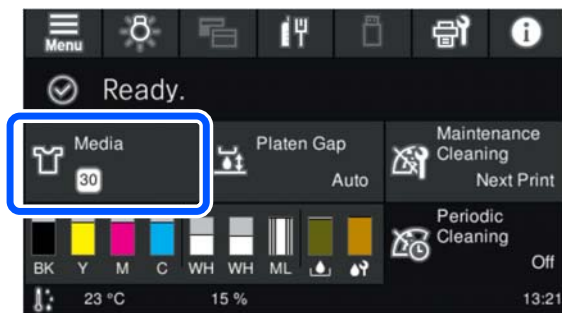 Menu
Ready.
Media
30
Platen Gap
Auto
Maintenance
Cleaning
Next Print
BK Y M C WH WH ML
Periodic
Cleaning
Off
23 °C 15 % 13:21